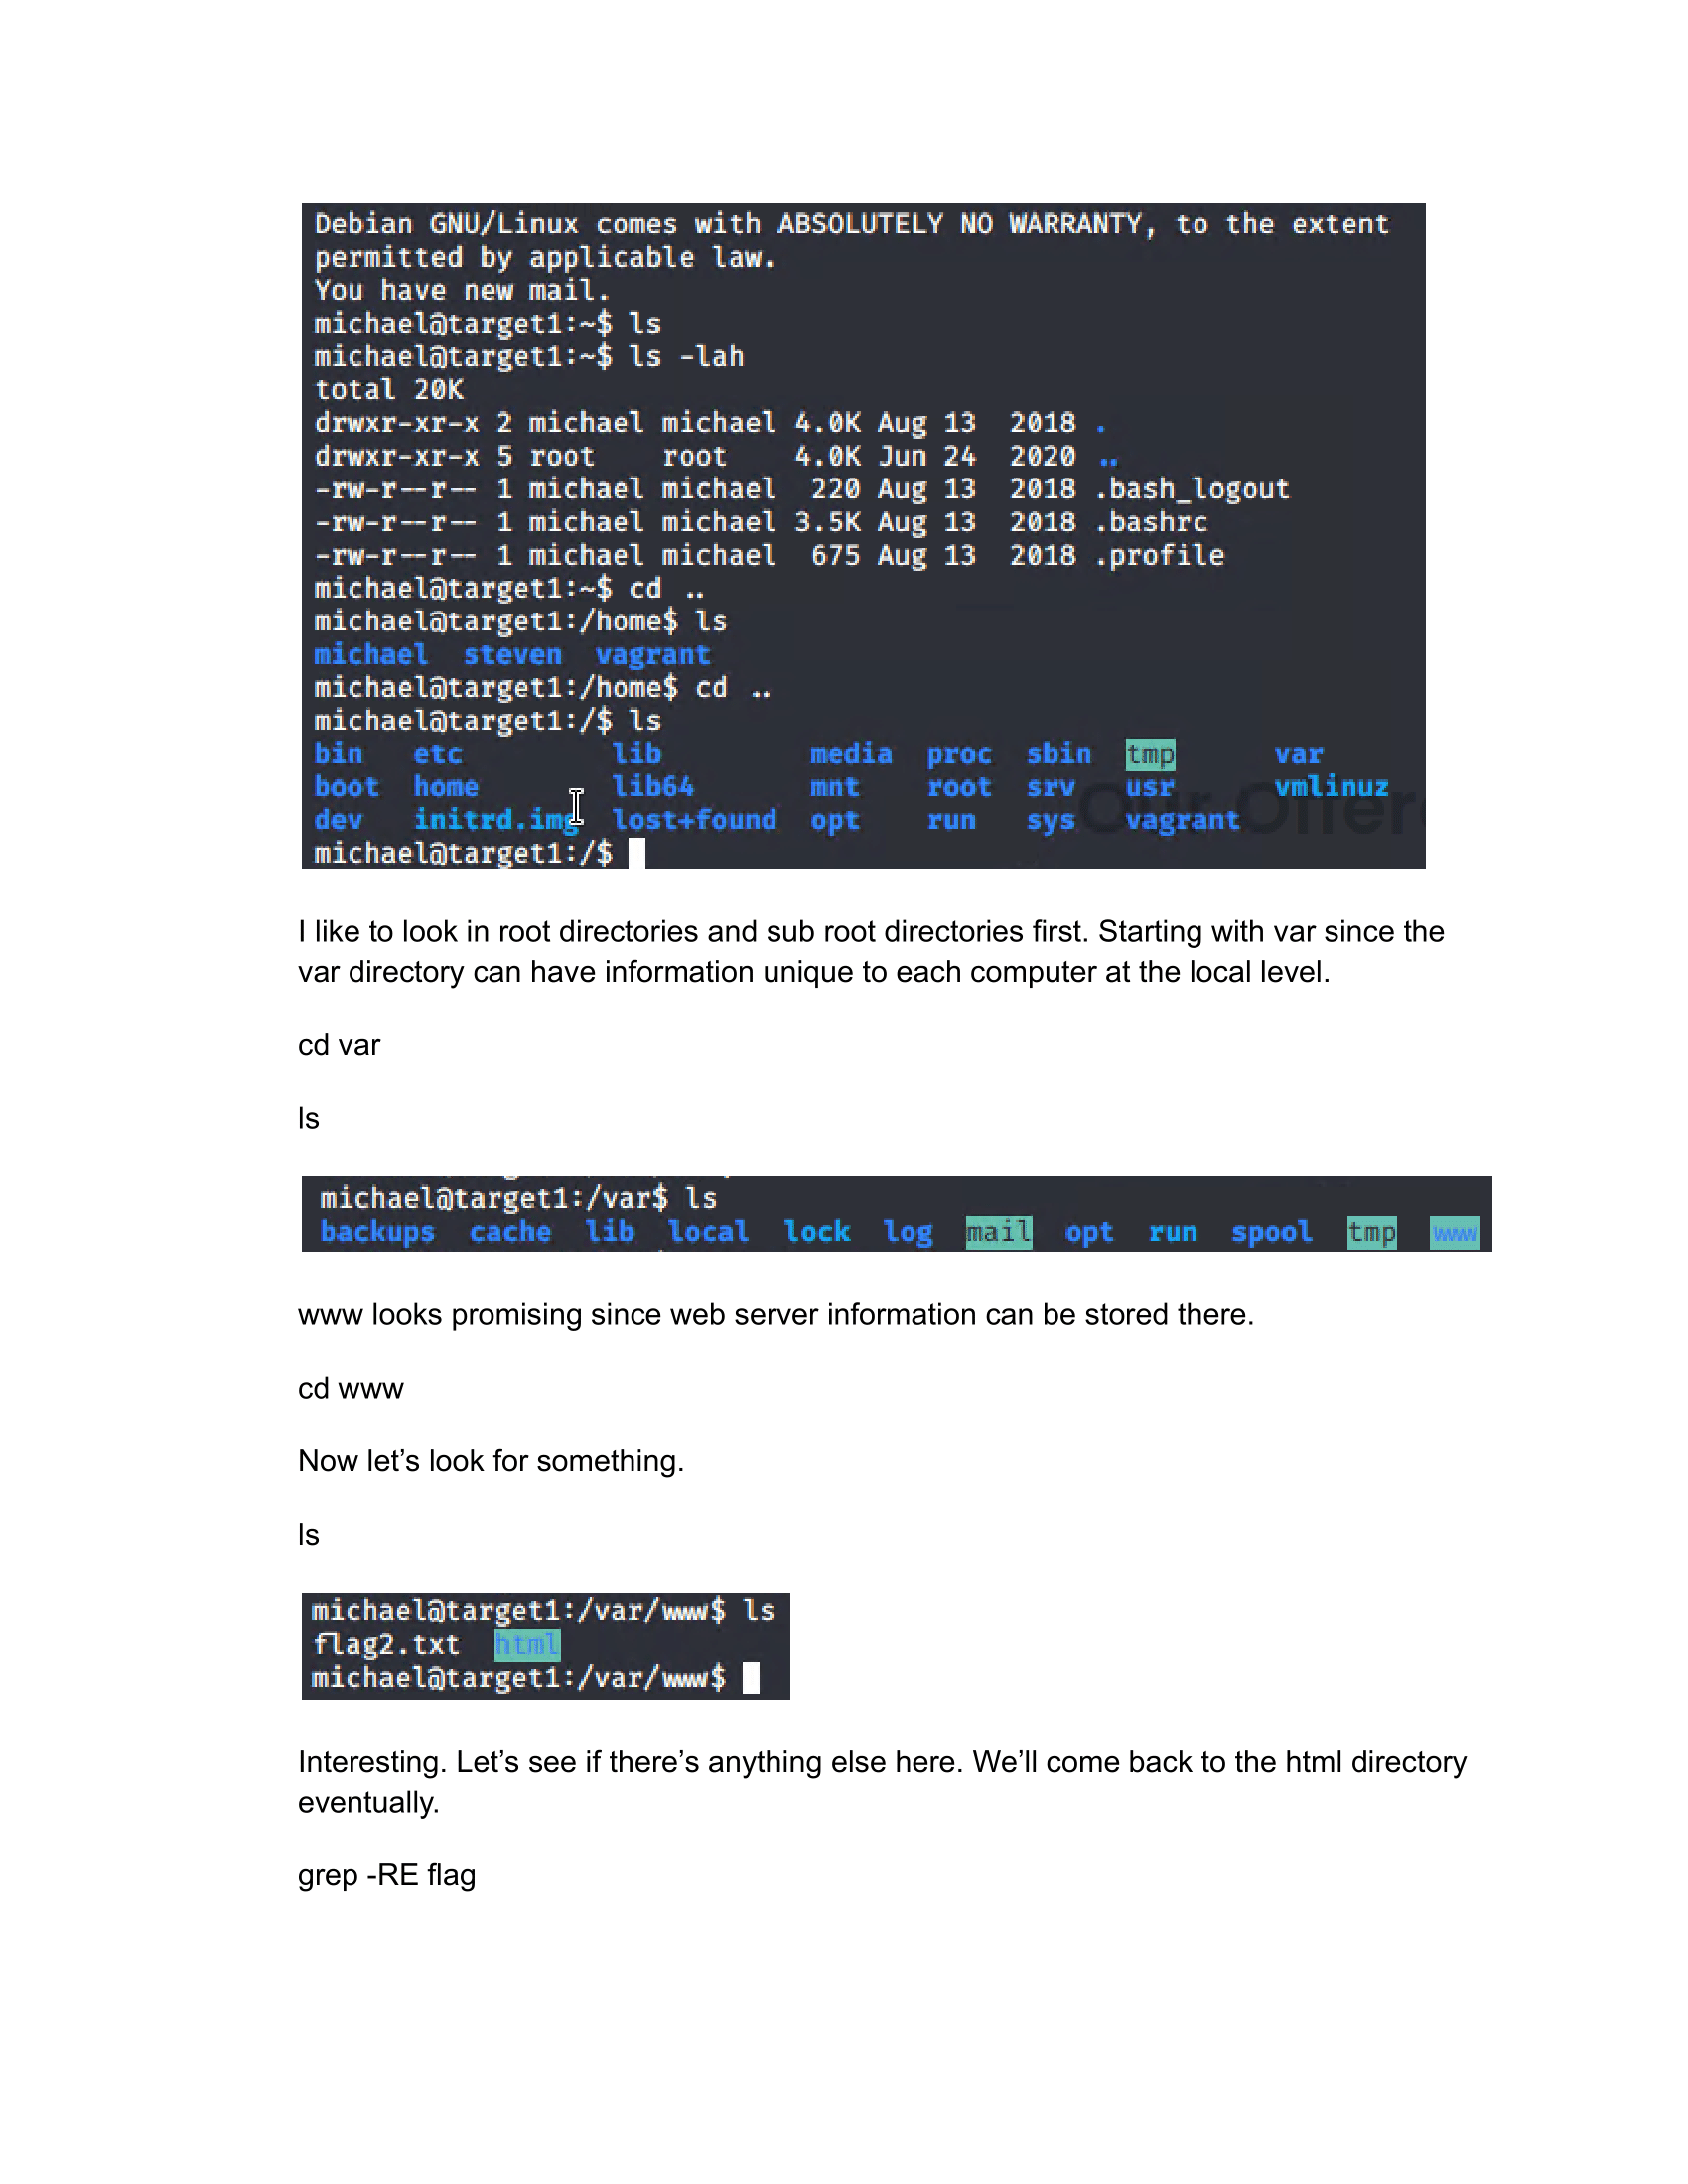 Debian GNU/Linux comes with ABSOLUTELY NO WARRANTY, to the extent
permitted by applicable law.
You have new mail.
michael@target1:~$ ls
michael@target1:~$ ls -lah
total 20K
drwxr-xr-x 2 michael michael 4.0K Aug 13  2018 .
drwxr-xr-x 5 root    root    4.0K Jun 24  2020 ..
-rw-r--r-- 1 michael michael  220 Aug 13  2018 .bash_logout
-rw-r--r-- 1 michael michael 3.5K Aug 13  2018 .bashrc
-rw-r--r-- 1 michael michael  675 Aug 13  2018 .profile
michael@target1:~$ cd ..
michael@target1:/home$ ls
michael  steven  vagrant
michael@target1:/home$ cd ..
michael@target1:/$ ls
bin   etc         lib         media  proc  sbin  tmp      var
boot  home        lib64       mnt    root  srv   usr      vmlinuz
dev   initrd.img  lost+found  opt    run   sys   vagrant
Our Offer
michael@target1:/$
I like to look in root directories and sub root directories first. Starting with var since the
var directory can have information unique to each computer at the local level.
cd var
ls
michael@target1:/var$ ls
backups  cache  lib  local  lock  log  mail  opt  run  spool  tmp  www
www looks promising since web server information can be stored there.
cd www
Now let’s look for something.
ls
michael@target1:/var/www$ ls
flag2.txt  html
michael@target1:/var/www$
Interesting. Let’s see if there’s anything else here. We’ll come back to the html directory
eventually.
grep -RE flag